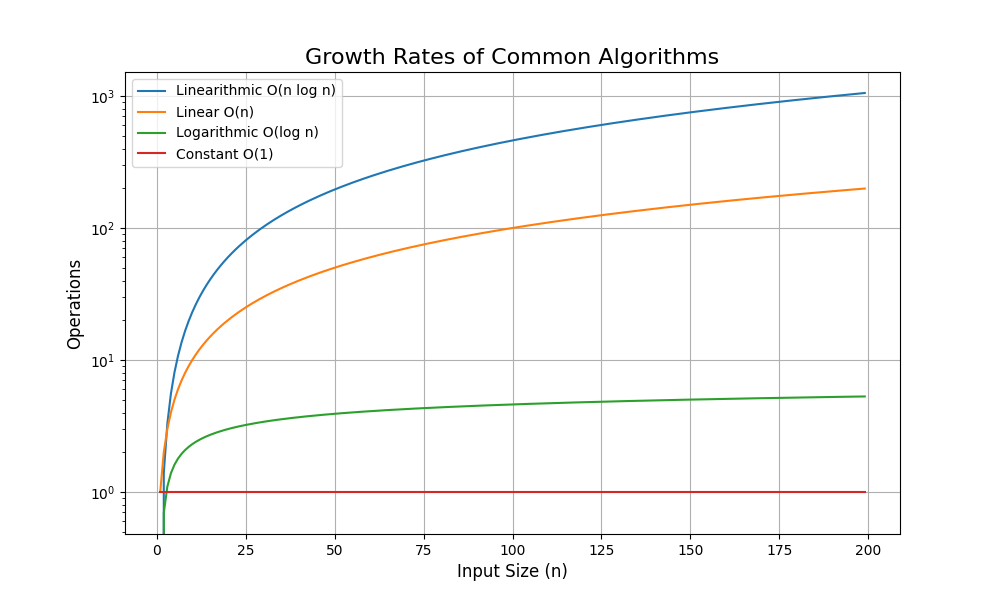 Growth Rates of Common Algorithms
Linearithmic O(n log n)
Linear O(n)
Logarithmic O(log n)
Constant O(1)
10³
10²
10¹
10⁰
Operations
0 25 50 75 100 125 150 175 200
Input Size (n)